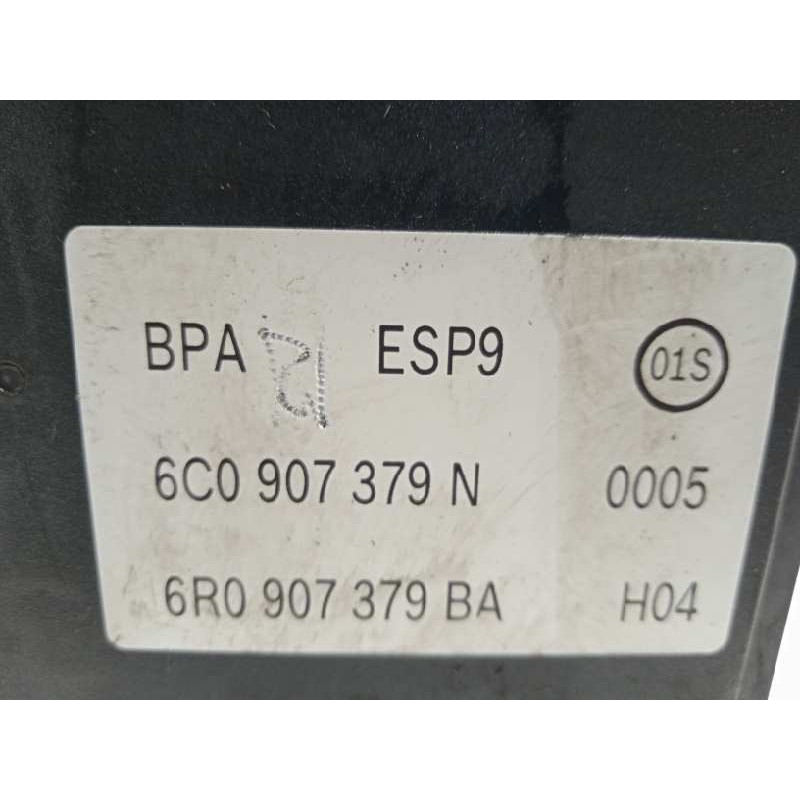 BPA ESP9 01S
6C0 907 379 N 0005
6R0 907 379 BA H04